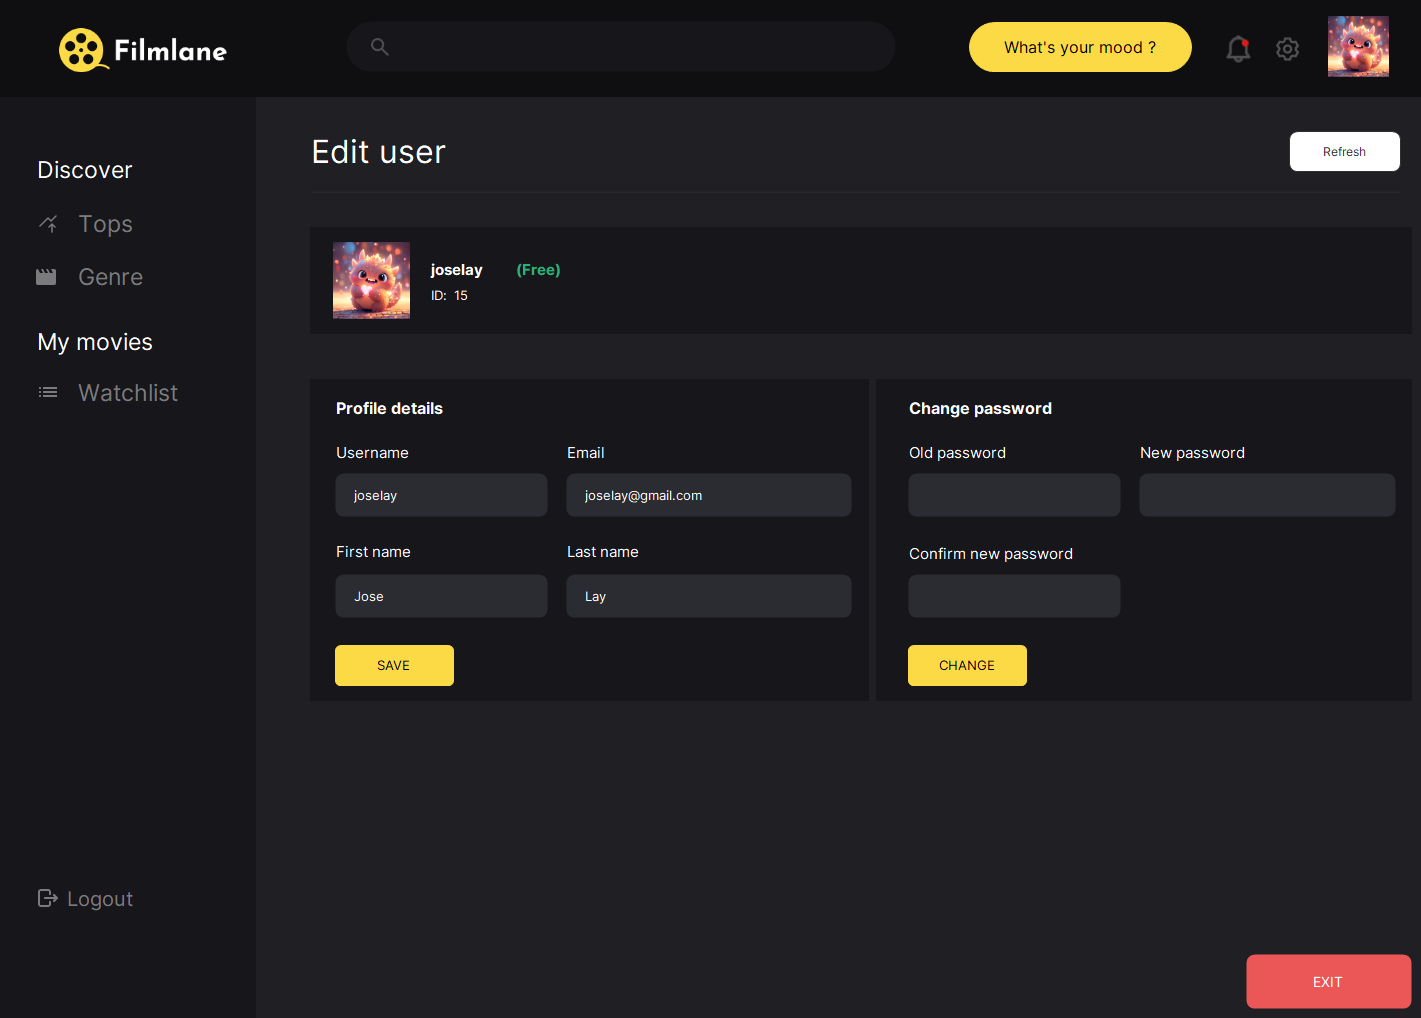 Filmlane
What's your mood ?
Discover
Tops
Genre
My movies
Watchlist
Logout
Edit user
Refresh
joselay (Free)
ID: 15
Profile details
Username Email
joselay joselay@gmail.com
First name Last name
Jose Lay
SAVE
Change password
Old password New password
Confirm new password
CHANGE
EXIT